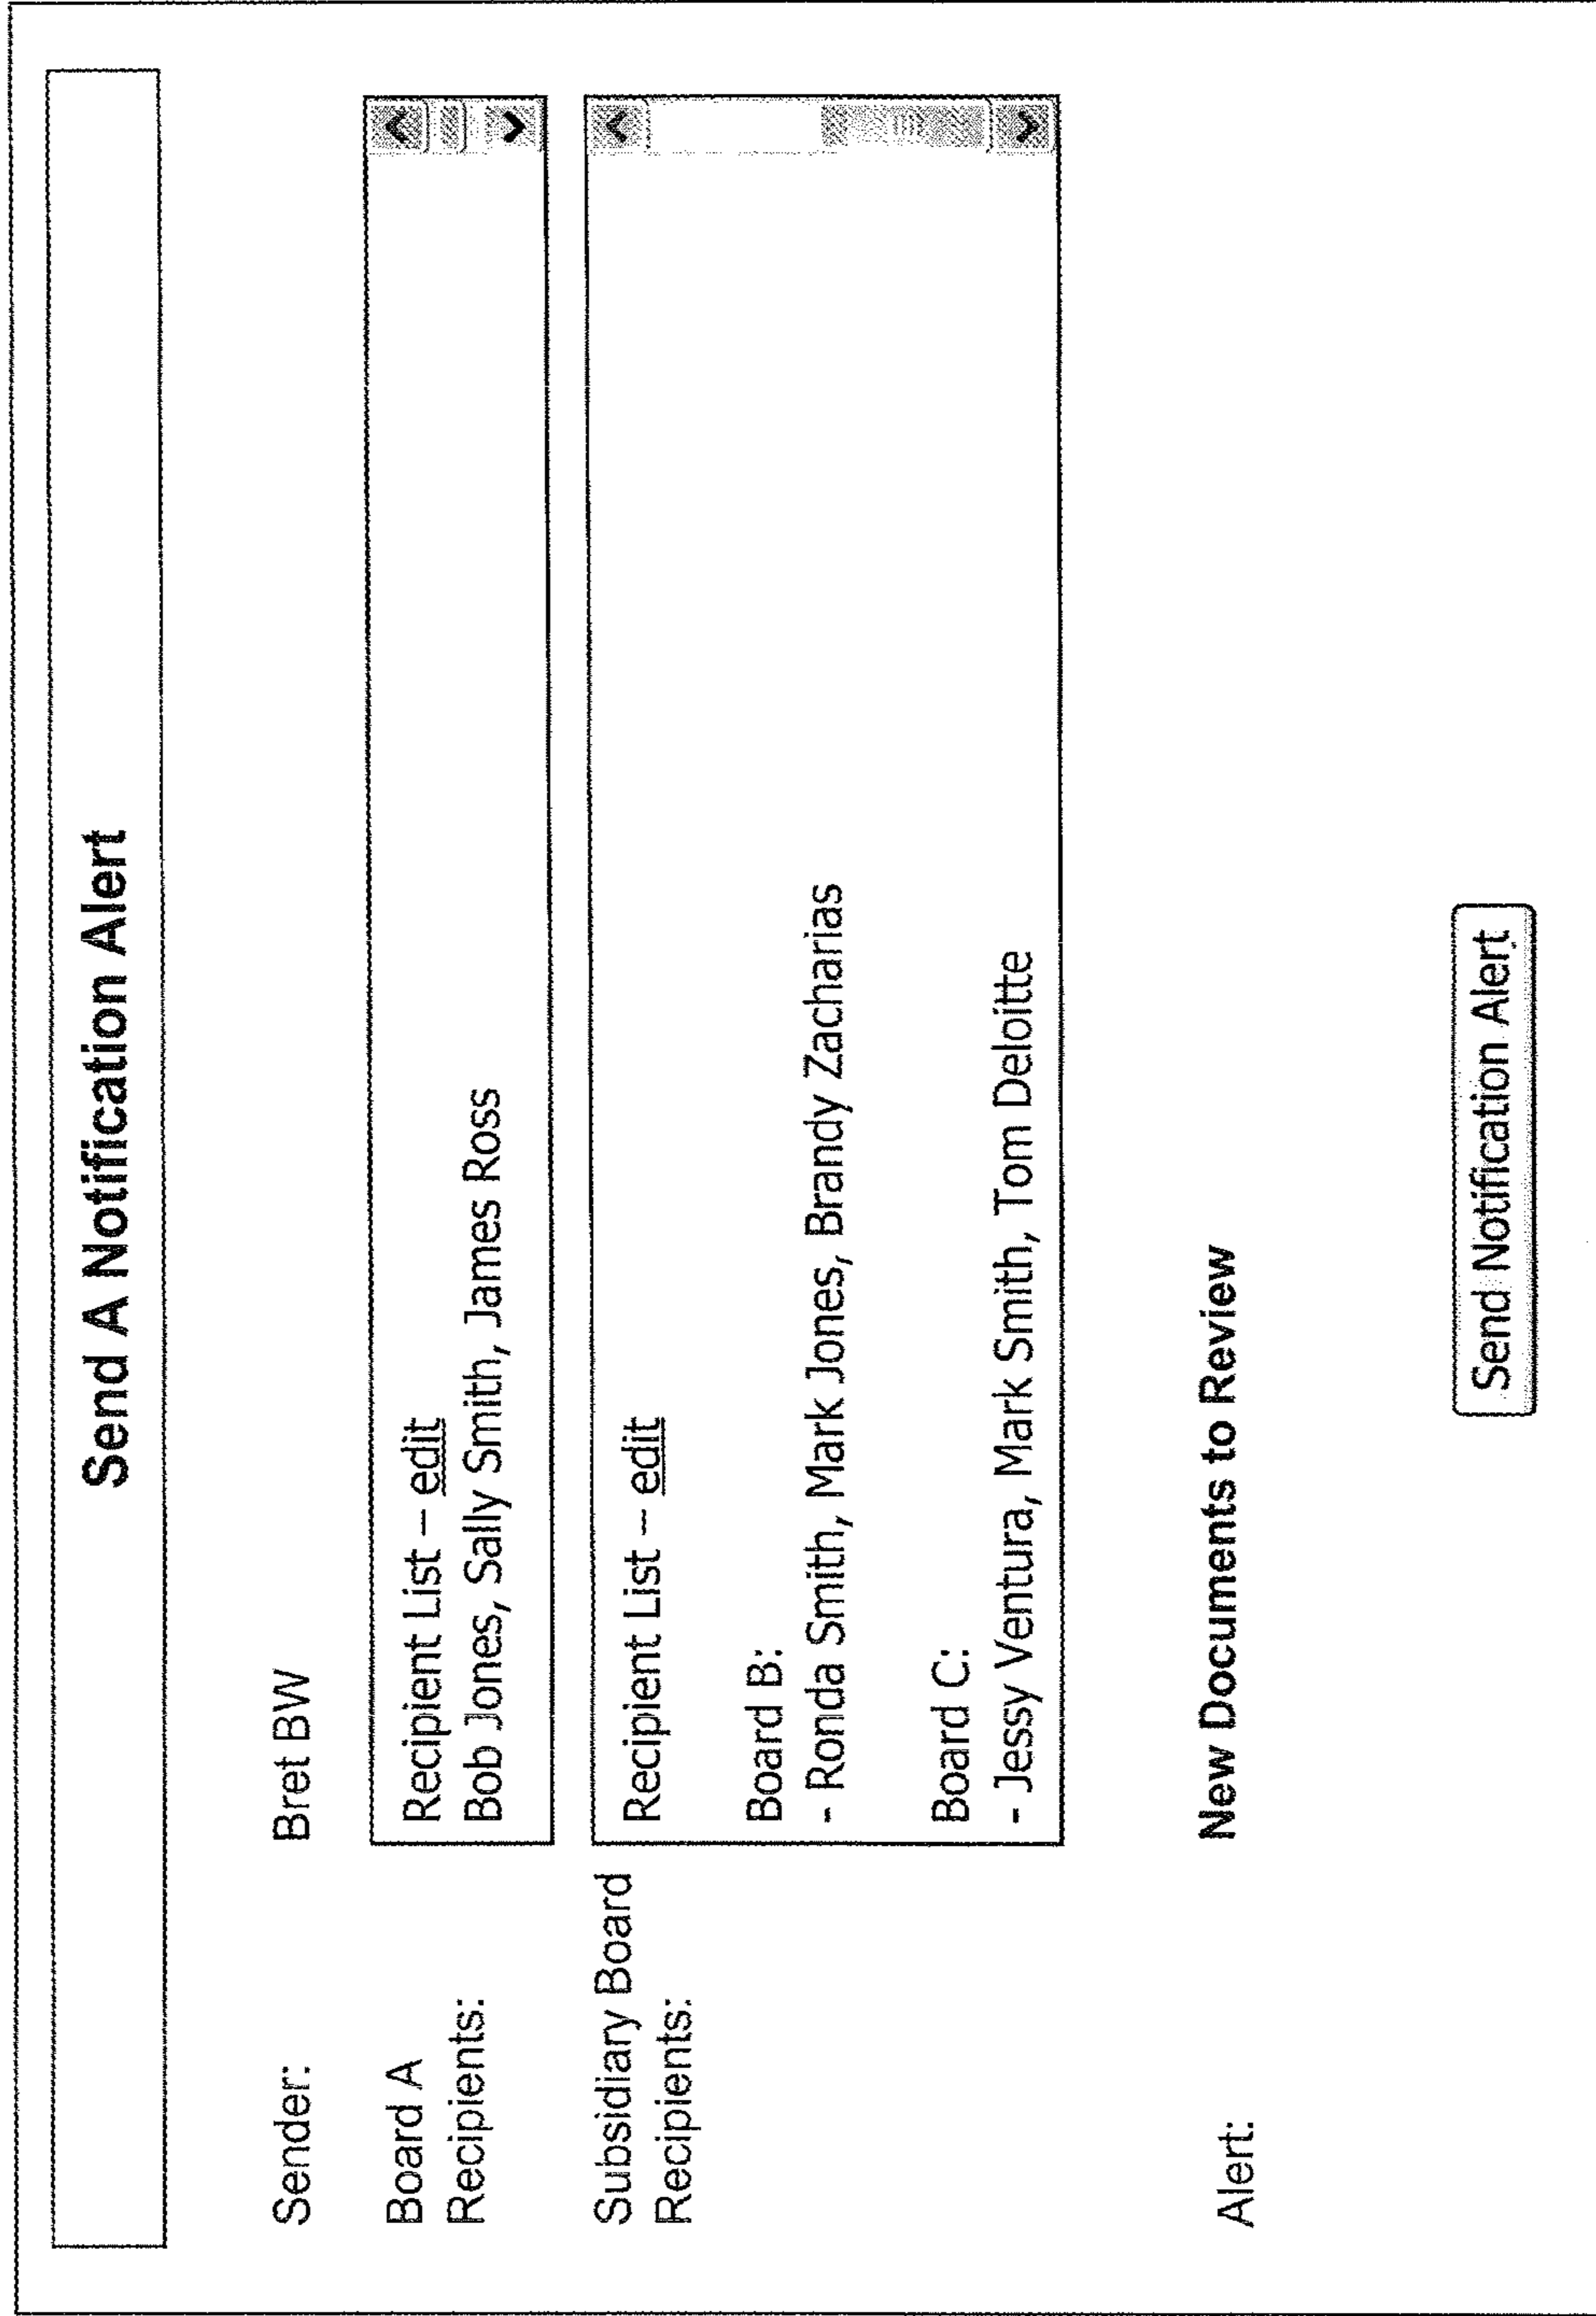 Send A Notification Alert
Sender: Bret BW
Board A
Recipients:
Recipient List – edit
Bob Jones, Sally Smith, James Ross
Subsidiary Board
Recipients:
Recipient List – edit
Board B:
- Ronda Smith, Mark Jones, Brandy Zacharias
Board C:
- Jessy Ventura, Mark Smith, Tom Deloitte
Alert: New Documents to Review
Send Notification Alert